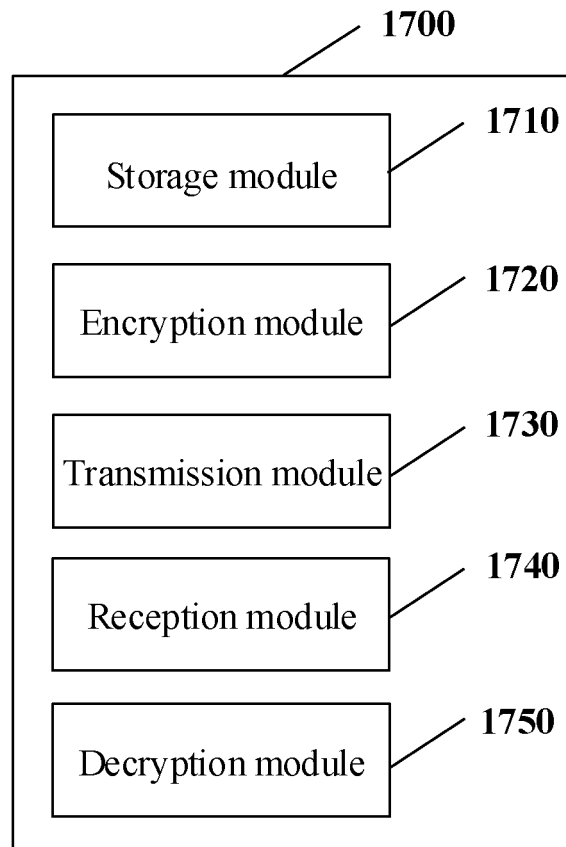 1700
Storage module
1710
Encryption module
1720
Transmission module
1730
Reception module
1740
Decryption module
1750